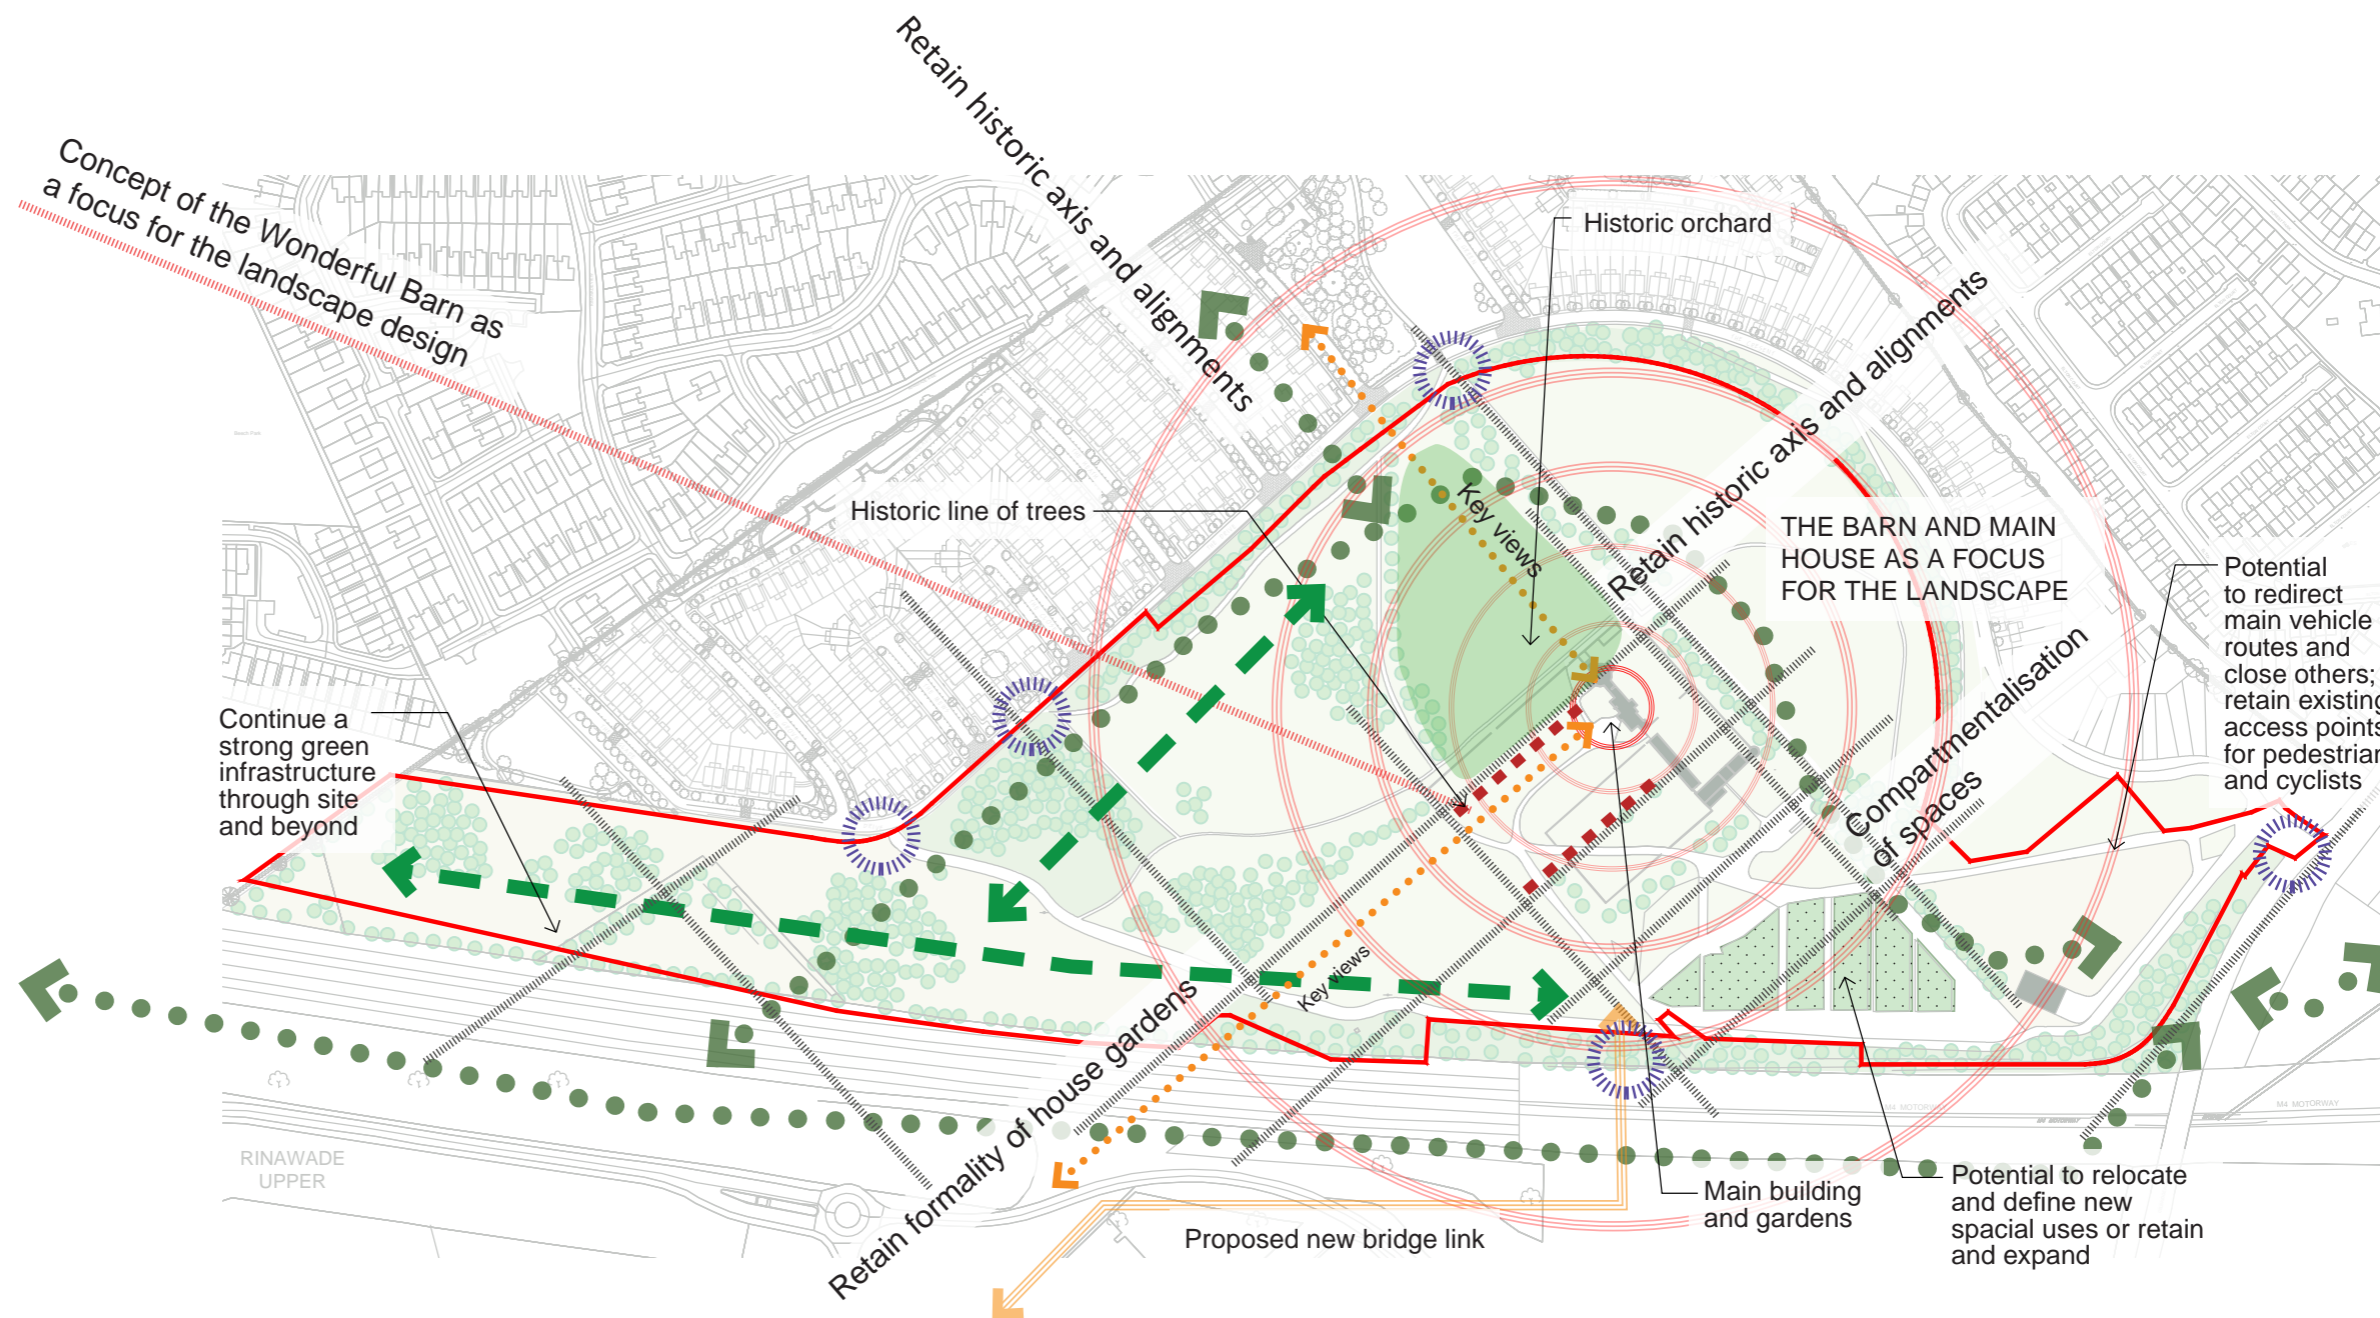 Retain historic axis and alignments
Concept of the Wonderful Barn as
a focus for the landscape design
Historic orchard
Retain historic axis and alignments
Historic line of trees
Key views
THE BARN AND MAIN
HOUSE AS A FOCUS
FOR THE LANDSCAPE
Potential
to redirect
main vehicle
routes and
close others;
retain existing
access points
for pedestrian
and cyclists
Compartmentalisation
of spaces
Continue a
strong green
infrastructure
through site
and beyond
Key views
Retain formality of house gardens
RINAWADE
UPPER
M4 MOTORWAY
M4 MOTORWAY
Main building
and gardens
Potential to relocate
and define new
spacial uses or retain
and expand
Proposed new bridge link